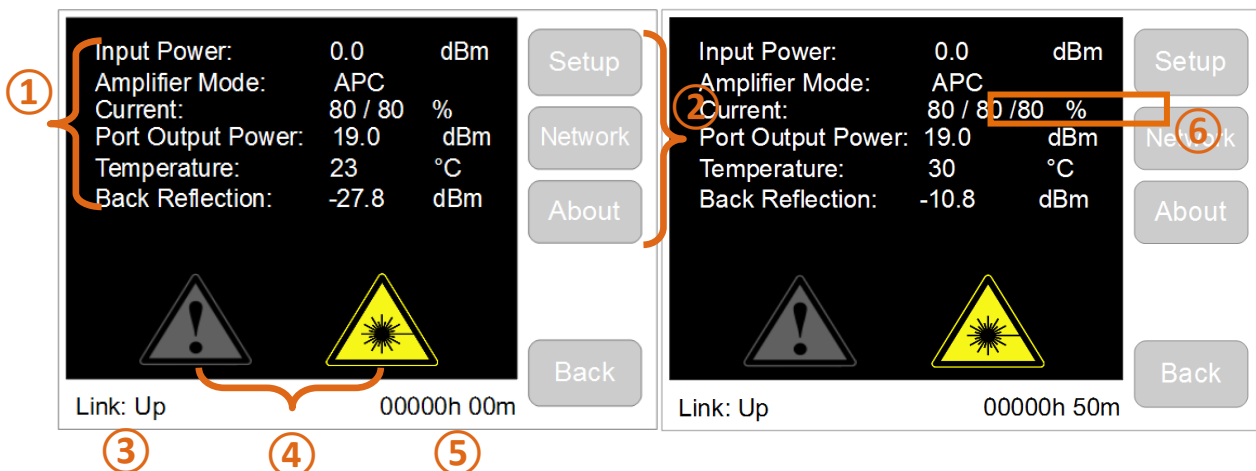 ①
Input Power: 0.0 dBm
Amplifier Mode: APC
Current: 80 / 80 %
Port Output Power: 19.0 dBm
Temperature: 23 °C
Back Reflection: -27.8 dBm
Setup
Network
About
Back
Link: Up 00000h 00m
③ ④ ⑤
②
Input Power: 0.0 dBm
Amplifier Mode: APC
Current: 80 / 80 /80 %
Port Output Power: 19.0 dBm
Temperature: 30 °C
Back Reflection: -10.8 dBm
Setup
Network
⑥
About
Back
Link: Up 00000h 50m